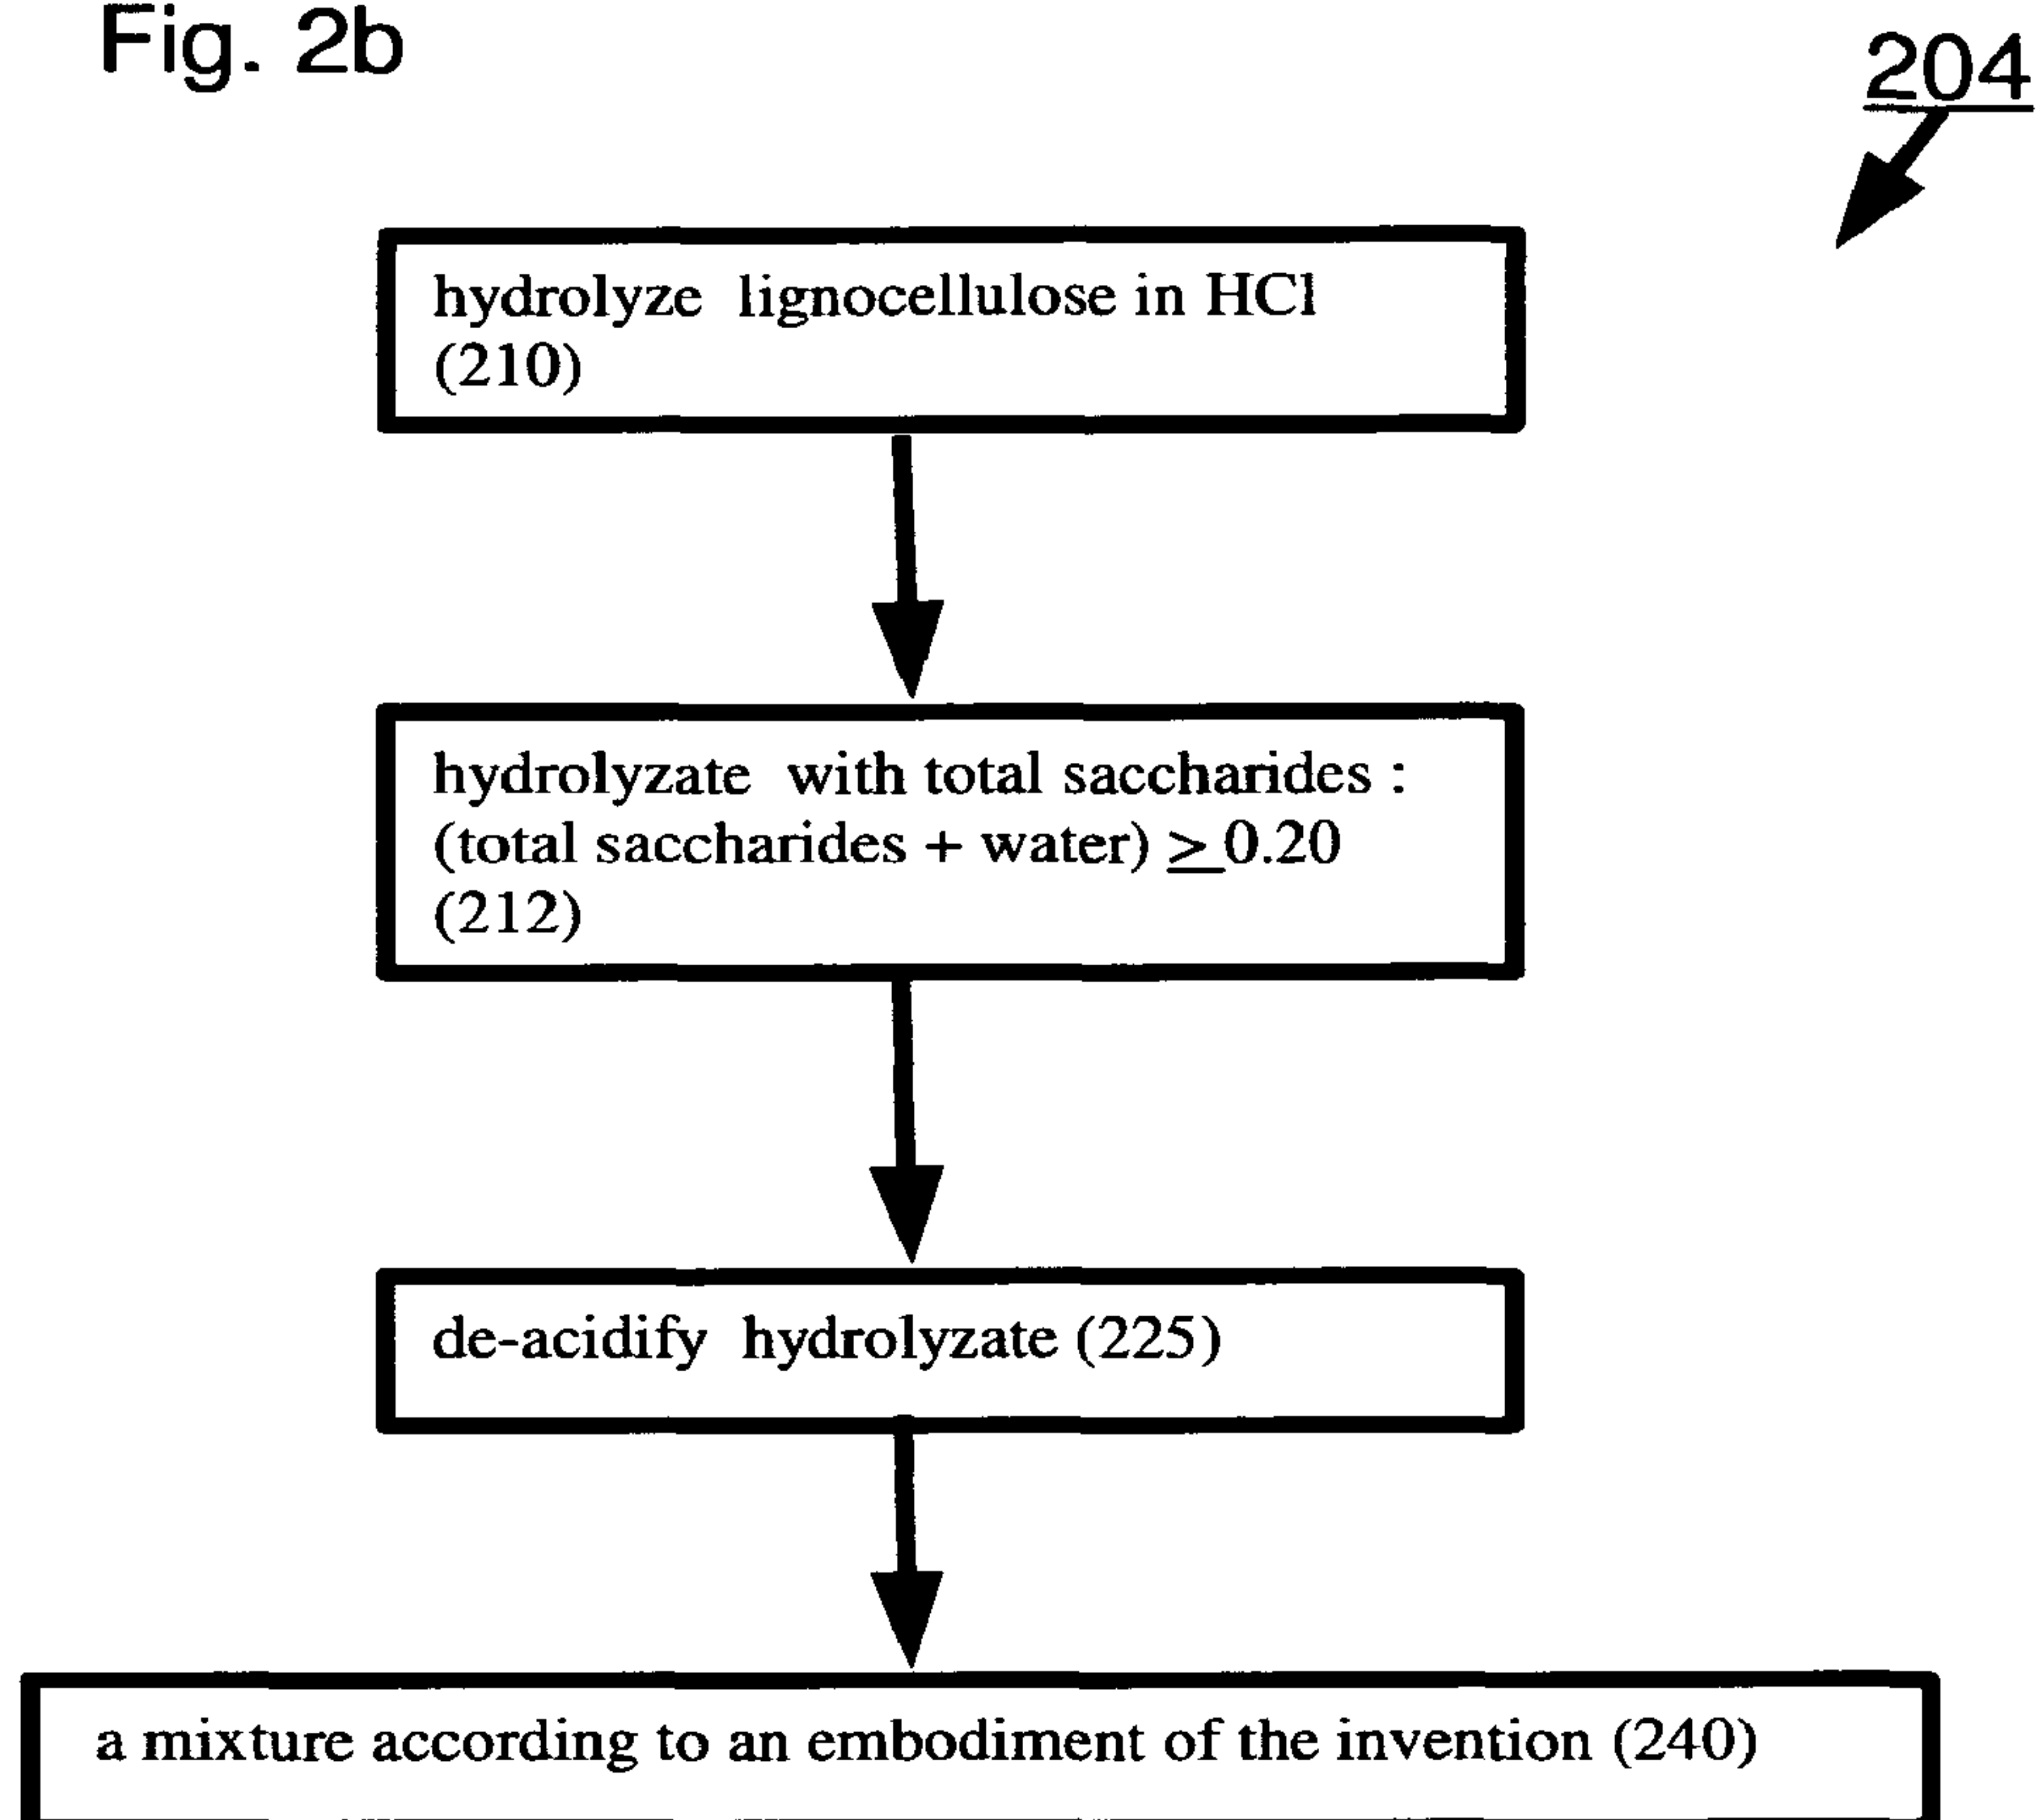 Fig. 2b
204
hydrolyze lignocellulose in HCl
(210)
hydrolyzate with total saccharides :
(total saccharides + water) ≥ 0.20
(212)
de-acidify hydrolyzate (225)
a mixture according to an embodiment of the invention (240)